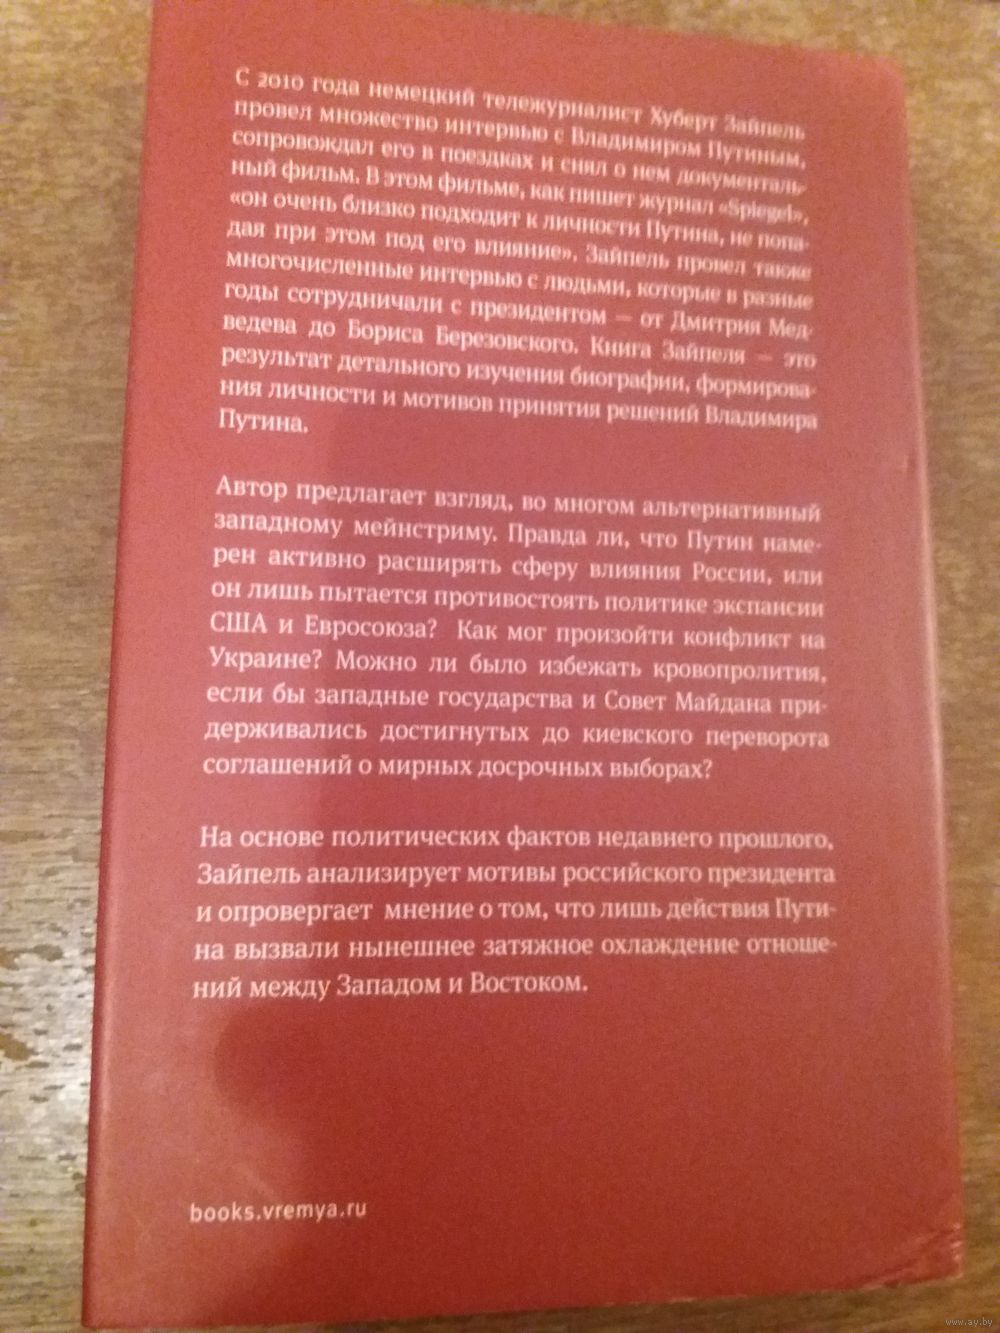 С 2010 года немецкий тележурналист Хуберт Зайпель
провел множество интервью с Владимиром Путиным,
сопровождал его в поездках и снял о нем документаль-
ный фильм. В этом фильме, как пишет журнал «Spiegel»,
«он очень близко подходит к личности Путина, не попа-
дая при этом под его влияние». Зайпель провел также
многочисленные интервью с людьми, которые в разные
годы сотрудничали с президентом — от Дмитрия Мед-
ведева до Бориса Березовского. Книга Зайпеля — это
результат детального изучения биографии, формирова-
ния личности и мотивов принятия решений Владимира
Путина.
Автор предлагает взгляд, во многом альтернативный
западному мейнстриму. Правда ли, что Путин наме-
рен активно расширять сферу влияния России, или
он лишь пытается противостоять политике экспансии
США и Евросоюза? Как мог произойти конфликт на
Украине? Можно ли было избежать кровопролития,
если бы западные государства и Совет Майдана при-
держивались достигнутых до киевского переворота
соглашений о мирных досрочных выборах?
На основе политических фактов недавнего прошлого,
Зайпель анализирует мотивы российского президента
и опровергает мнение о том, что лишь действия Пути-
на вызвали нынешнее затяжное охлаждение отноше-
ний между Западом и Востоком.
books.vremya.ru
www.ay.by